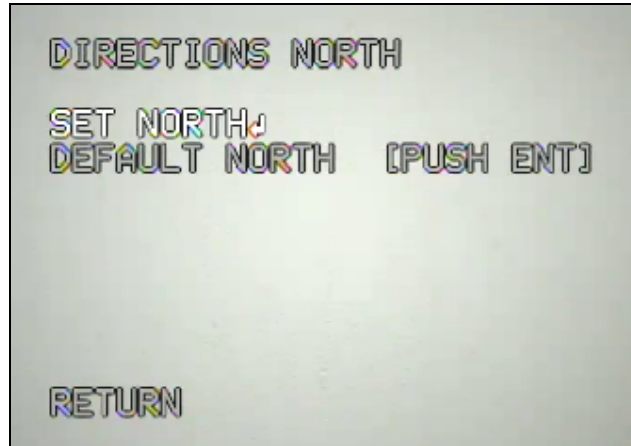 DIRECTIONS NORTH
SET NORTH↲
DEFAULT NORTH [PUSH ENT]
RETURN